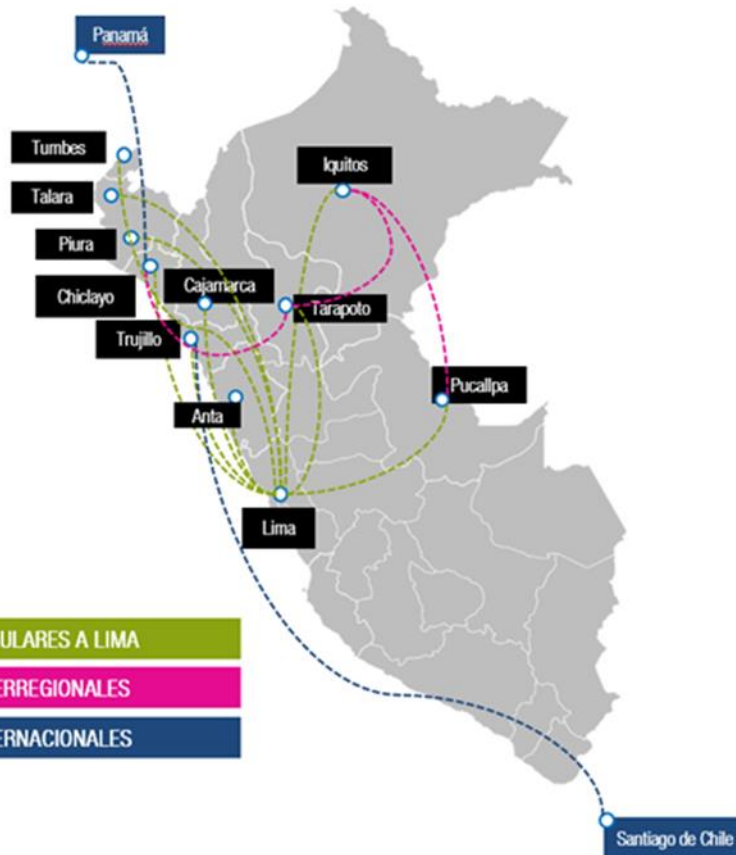 Panamá
Tumbes
Iquitos
Talara
Piura
Cajamarca
Chiclayo
Tarapoto
Trujillo
Pucallpa
Anta
Lima
ULARES A LIMA
ERREGIONALES
ERNACIONALES
Santiago de Chile